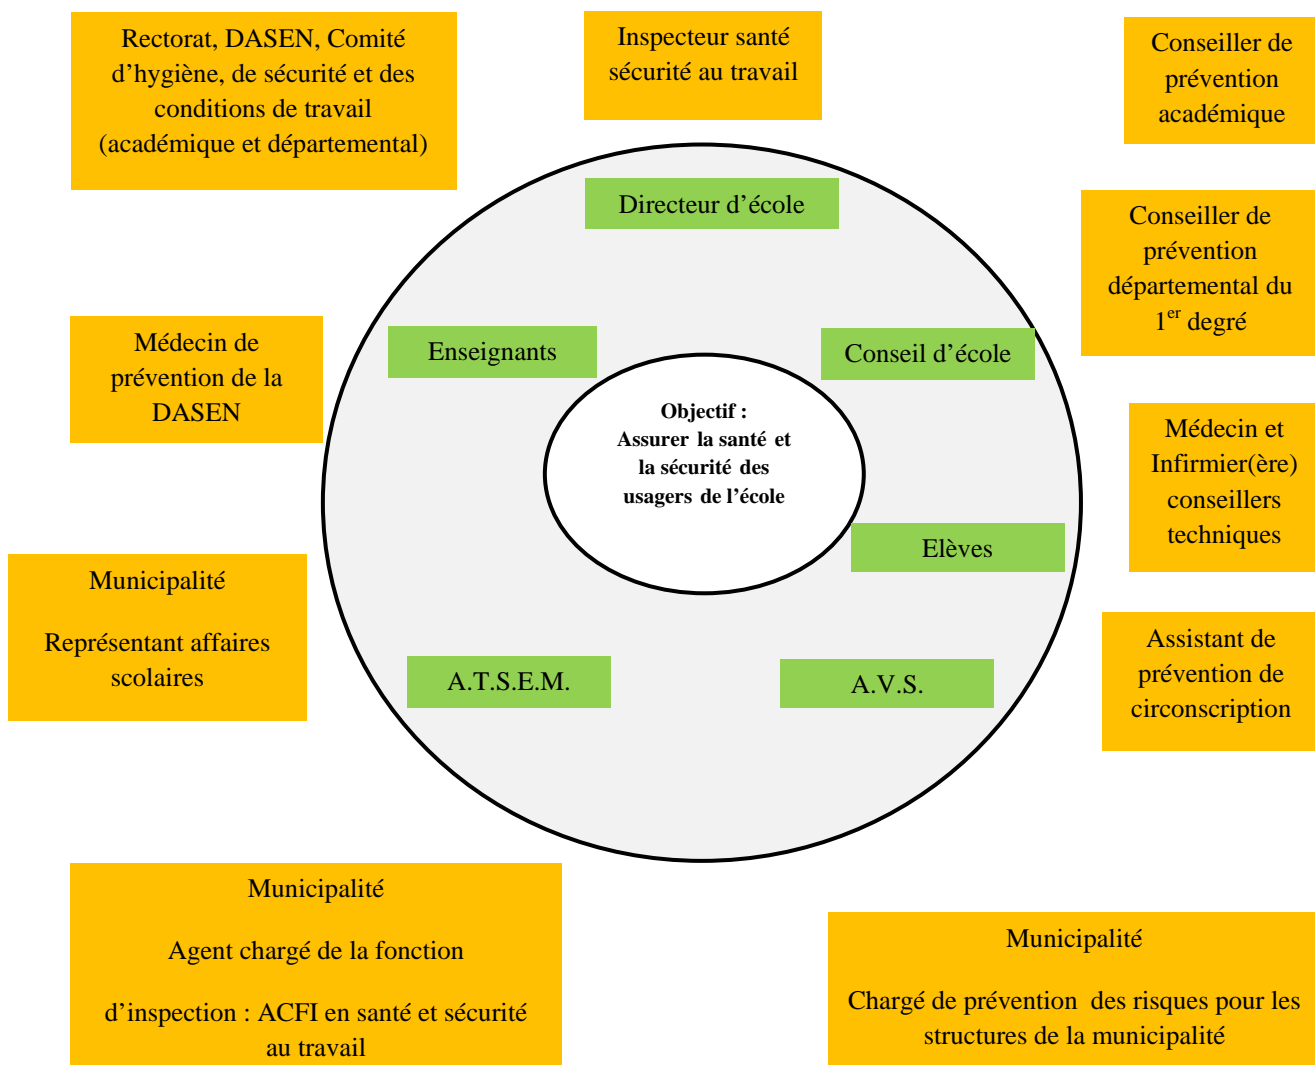 Rectorat, DASEN, Comité
d’hygiène, de sécurité et des
conditions de travail
(académique et départemental)
Inspecteur santé
sécurité au travail
Conseiller de
prévention
académique
Directeur d’école
Conseiller de
prévention
départemental du
1er degré
Médecin de
prévention de la
DASEN
Enseignants
Conseil d’école
Objectif :
Assurer la santé et
la sécurité des
usagers de l’école
Médecin et
Infirmier(ère)
conseillers
techniques
Elèves
Municipalité
Représentant affaires
scolaires
A.T.S.E.M.
A.V.S.
Assistant de
prévention de
circonscription
Municipalité
Agent chargé de la fonction
d’inspection : ACFI en santé et sécurité
au travail
Municipalité
Chargé de prévention des risques pour les
structures de la municipalité